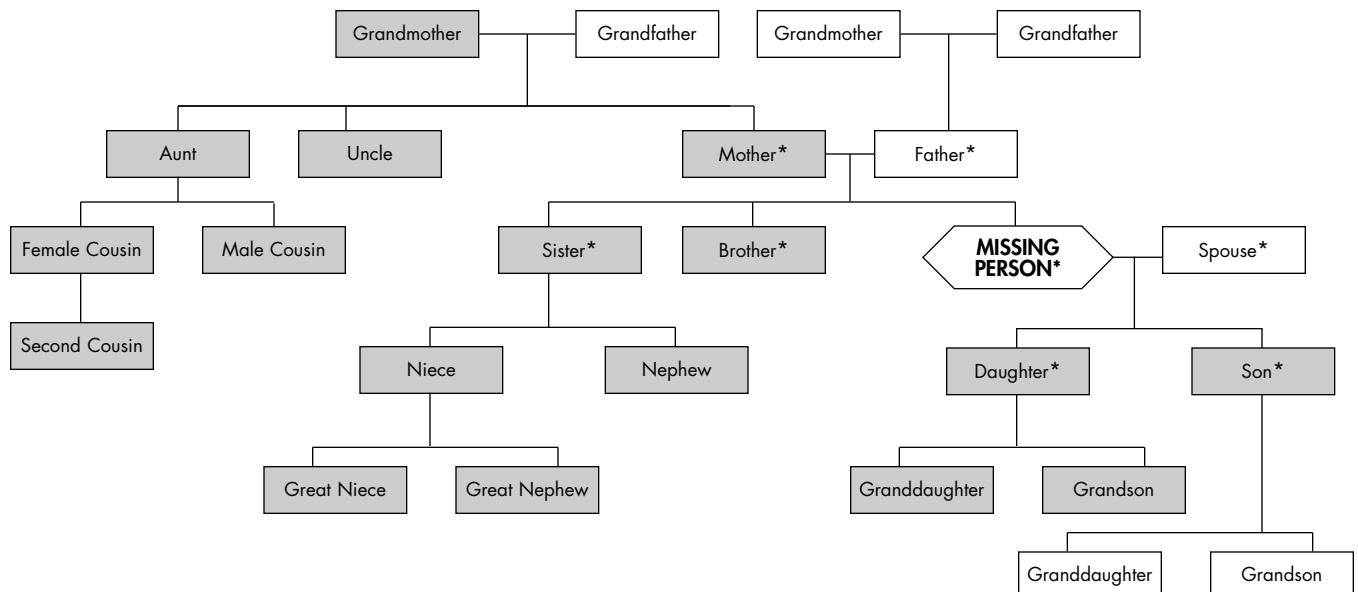 Grandmother
Grandfather
Grandmother
Grandfather
Aunt
Uncle
Mother*
Father*
Female Cousin
Male Cousin
Sister*
Brother*
MISSING
PERSON*
Spouse*
Second Cousin
Niece
Nephew
Daughter*
Son*
Great Niece
Great Nephew
Granddaughter
Grandson
Granddaughter
Grandson